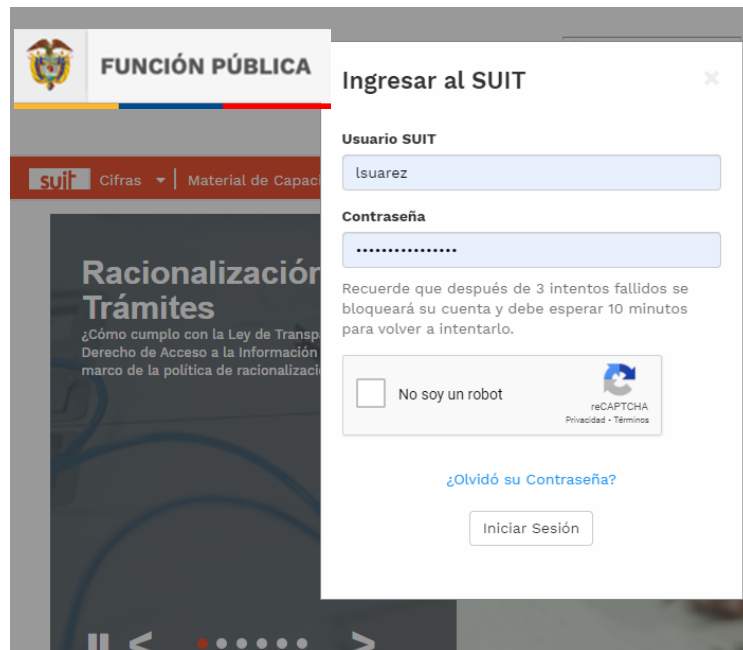 FUNCIÓN PÚBLICA
Ingresar al SUIT
Usuario SUIT
lsuarez
Contraseña
••••••••••••••••
Recuerde que después de 3 intentos fallidos se
bloqueará su cuenta y debe esperar 10 minutos
para volver a intentarlo.
No soy un robot
reCAPTCHA
Privacidad - Términos
¿Olvidó su Contraseña?
Iniciar Sesión
suit Cifras Material de Capaci
Racionalización
Trámites
¿Cómo cumplo con la Ley de Transp
Derecho de Acceso a la Información
marco de la política de racionalizaci